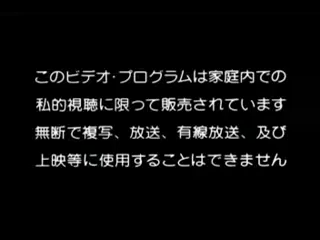 このビデオ・プログラムは家庭内での
私的視聴に限って販売されています
無断で複写、放送、有線放送、及び
上映等に使用することはできません